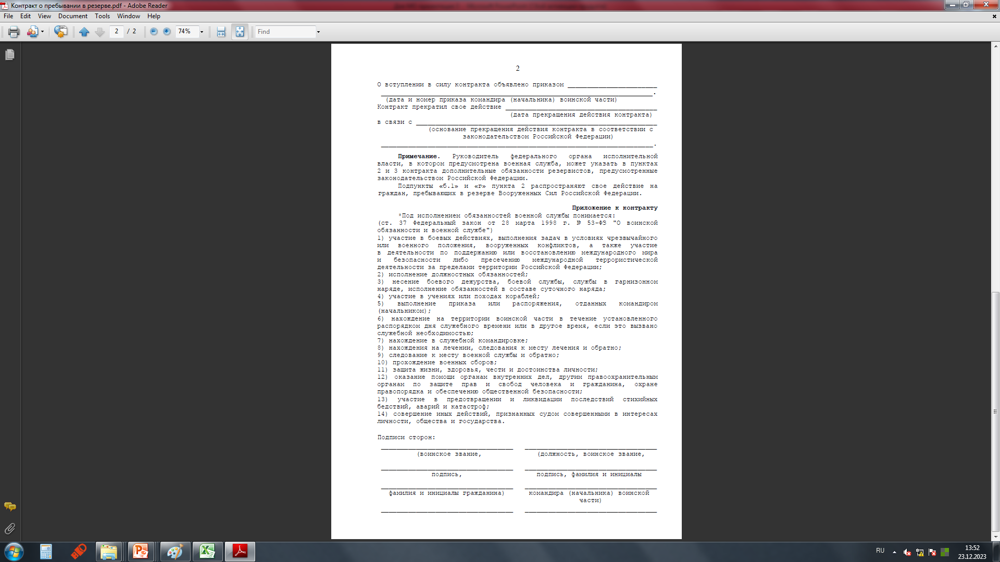 Контракт о пребывании в резерве.pdf - Adobe Reader
File Edit View Document Tools Window Help
2 / 2 74% Find
2
О вступлении в силу контракта объявлено приказом _______________________
______________________________________________________________________.
(дата и номер приказа командира (начальника) воинской части)
Контракт прекратил свое действие _______________________________________
(дата прекращения действия контракта)
в связи с ______________________________________________________________
(основание прекращения действия контракта в соответствии с
законодательством Российской Федерации)
______________________________________________________________________.
Примечание. Руководитель федерального органа исполнительной
власти, в котором предусмотрена военная служба, может указать в пунктах
2 и 3 контракта дополнительные обязанности резервистов, предусмотренные
законодательством Российской Федерации.
Подпункты «б.1» и «г» пункта 2 распространяют свое действие на
граждан, пребывающих в резерве Вооруженных Сил Российской Федерации.
Приложение к контракту
*Под исполнением обязанностей военной службы понимается:
(ст. 37 Федеральный закон от 28 марта 1998 г. № 53-ФЗ "О воинской
обязанности и военной службе")
1) участие в боевых действиях, выполнения задач в условиях чрезвычайного
или военного положения, вооруженных конфликтов, а также участие
в деятельности по поддержанию или восстановлению международного мира
и безопасности либо пресечению международной террористической
деятельности за пределами территории Российской Федерации;
2) исполнение должностных обязанностей;
3) несение боевого дежурства, боевой службы, службы в гарнизонном
наряде, исполнение обязанностей в составе суточного наряда;
4) участие в учениях или походах кораблей;
5) выполнение приказа или распоряжения, отданных командиром
(начальником);
6) нахождение на территории воинской части в течение установленного
распорядком дня служебного времени или в другое время, если это вызвано
служебной необходимостью;
7) нахождение в служебной командировке;
8) нахождения на лечении, следования к месту лечения и обратно;
9) следование к месту военной службы и обратно;
10) прохождение военных сборов;
11) защита жизни, здоровья, чести и достоинства личности;
12) оказание помощи органам внутренних дел, другим правоохранительным
органам по защите прав и свобод человека и гражданина, охране
правопорядка и обеспечению общественной безопасности;
13) участие в предотвращении и ликвидации последствий стихийных
бедствий, аварий и катастроф;
14) совершение иных действий, признанных судом совершенными в интересах
личности, общества и государства.
Подписи сторон:
__________________________________ __________________________________
(воинское звание, (должность, воинское звание,
__________________________________ __________________________________
подпись, подпись, фамилия и инициалы
__________________________________ __________________________________
фамилия и инициалы гражданина) командира (начальника) воинской
части)
__________________________________ __________________________________
RU 13:52
23.12.2023